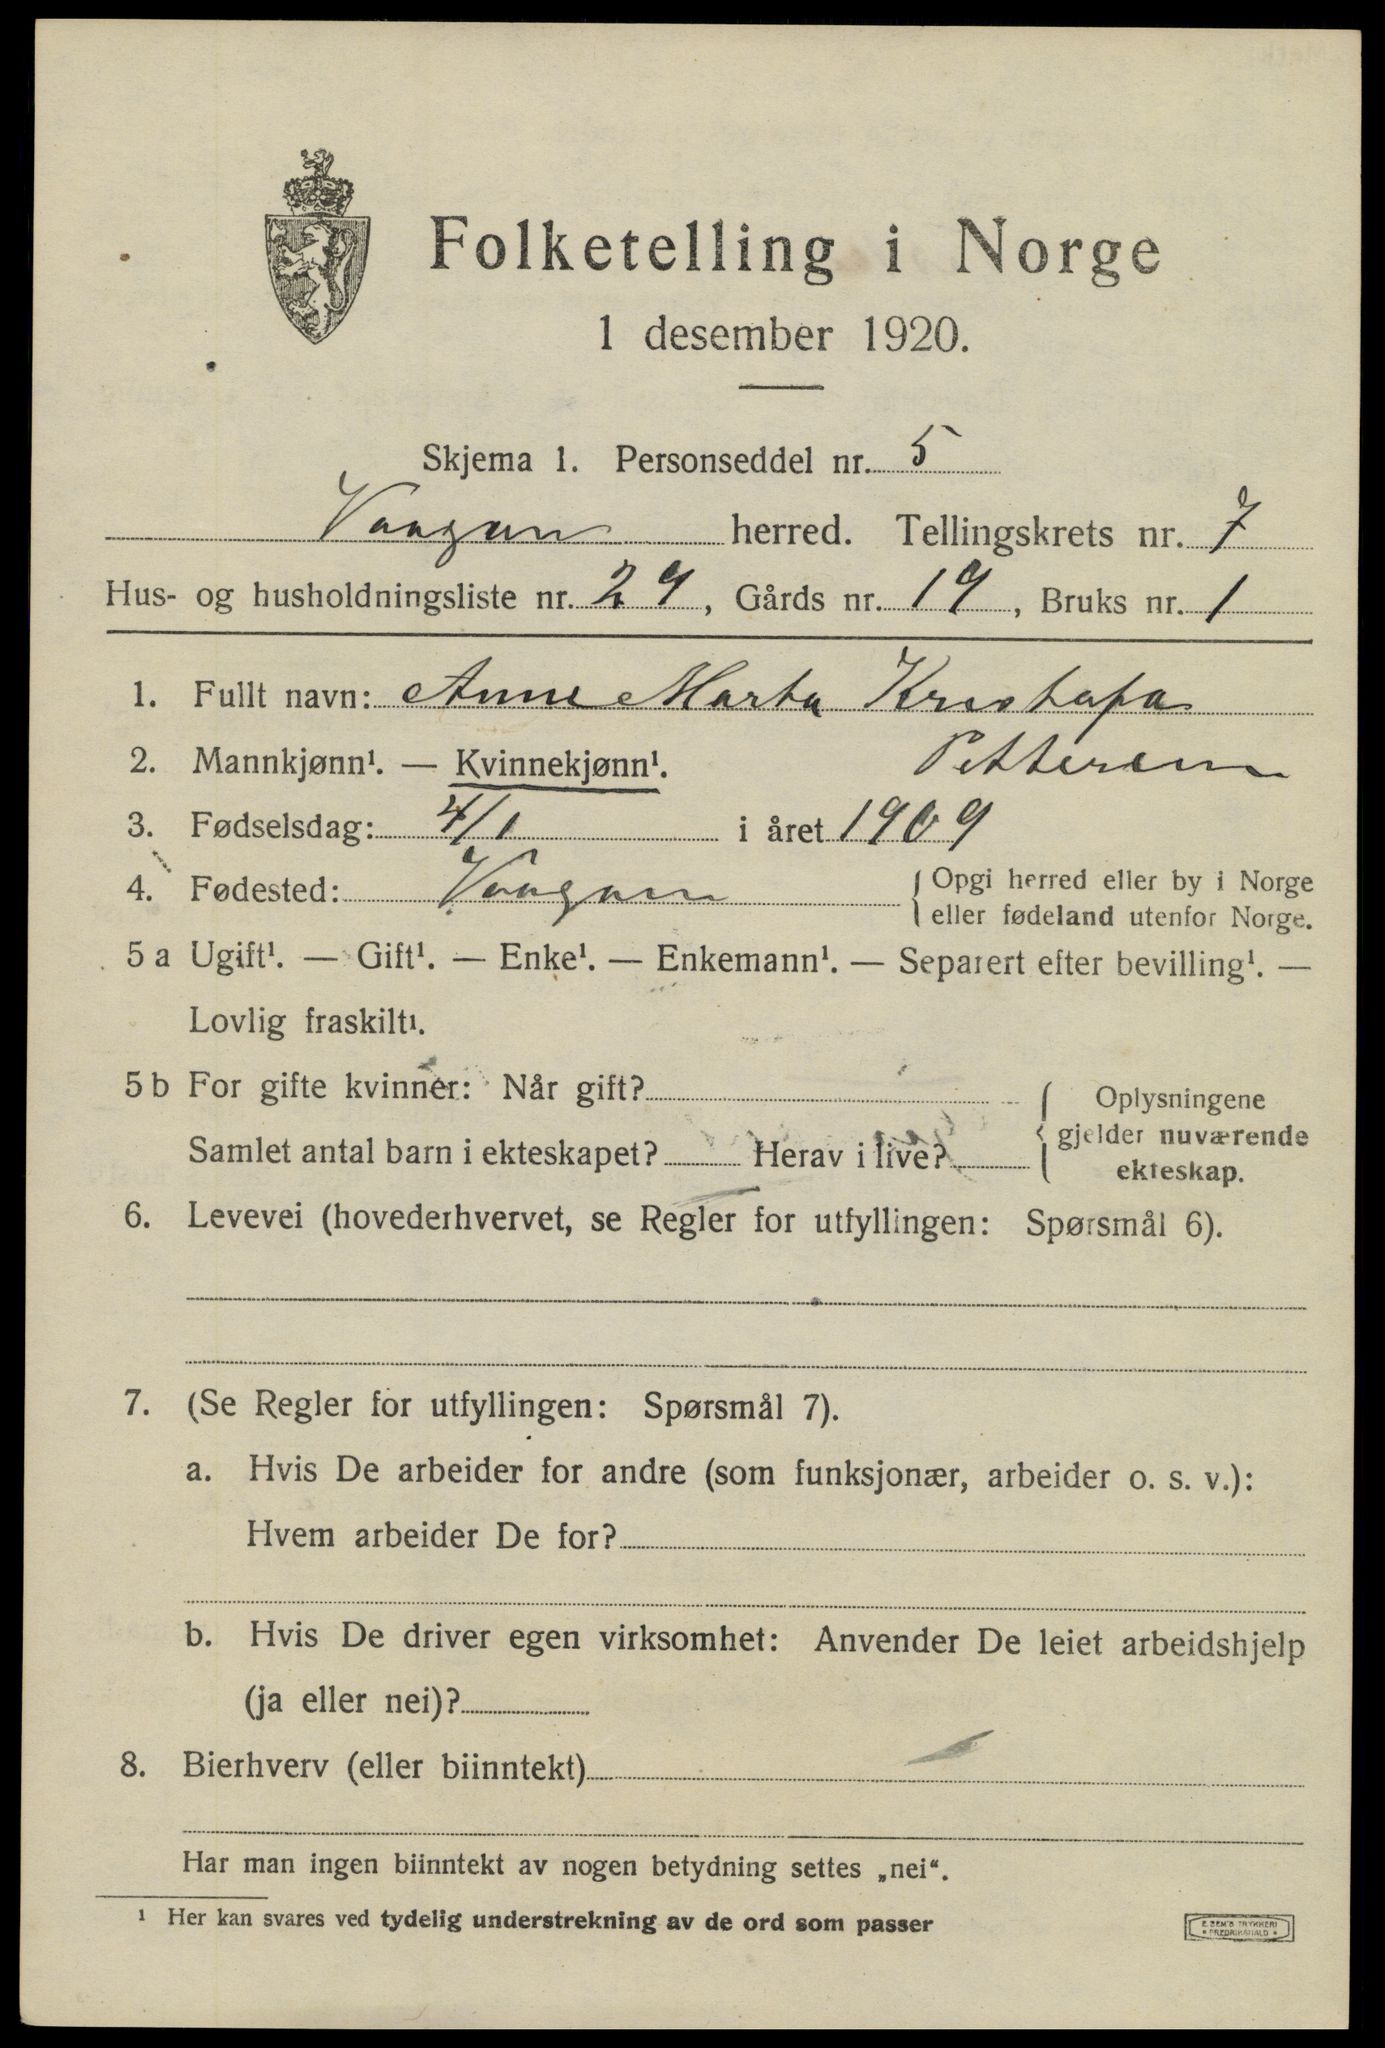 Folketelling i Norge
1 desember 1920.
Skjema 1. Personseddel nr. 5
Vaagan herred. Tellingskrets nr. 7
Hus- og husholdningsliste nr. 29, Gårds nr. 19, Bruks nr. 1
1. Fullt navn: Anne Marta Kristofa
2. Mannkjønn¹. — Kvinnekjønn¹. Pettersen
3. Fødselsdag: 4/1 i året 1909
4. Fødested: Vaagan { Opgi herred eller by i Norge
eller fødeland utenfor Norge.
5 a Ugift¹. — Gift¹. — Enke¹. — Enkemann¹. — Separert efter bevilling¹. —
Lovlig fraskilt¹.
5 b For gifte kvinner: Når gift? { Oplysningene
gjelder nuværende
Samlet antal barn i ekteskapet? Herav i live?
ekteskap.
6. Levevei (hovederhvervet, se Regler for utfyllingen: Spørsmål 6).
7. (Se Regler for utfyllingen: Spørsmål 7).
a. Hvis De arbeider for andre (som funksjonær, arbeider o. s. v.):
Hvem arbeider De for?
b. Hvis De driver egen virksomhet: Anvender De leiet arbeidshjelp
(ja eller nei)?
8. Bierhverv (eller biinntekt)
Har man ingen biinntekt av nogen betydning settes „nei“.
¹ Her kan svares ved tydelig understrekning av de ord som passer
E. SEM'S TRYKKERI
* FREDRIKSHALD *